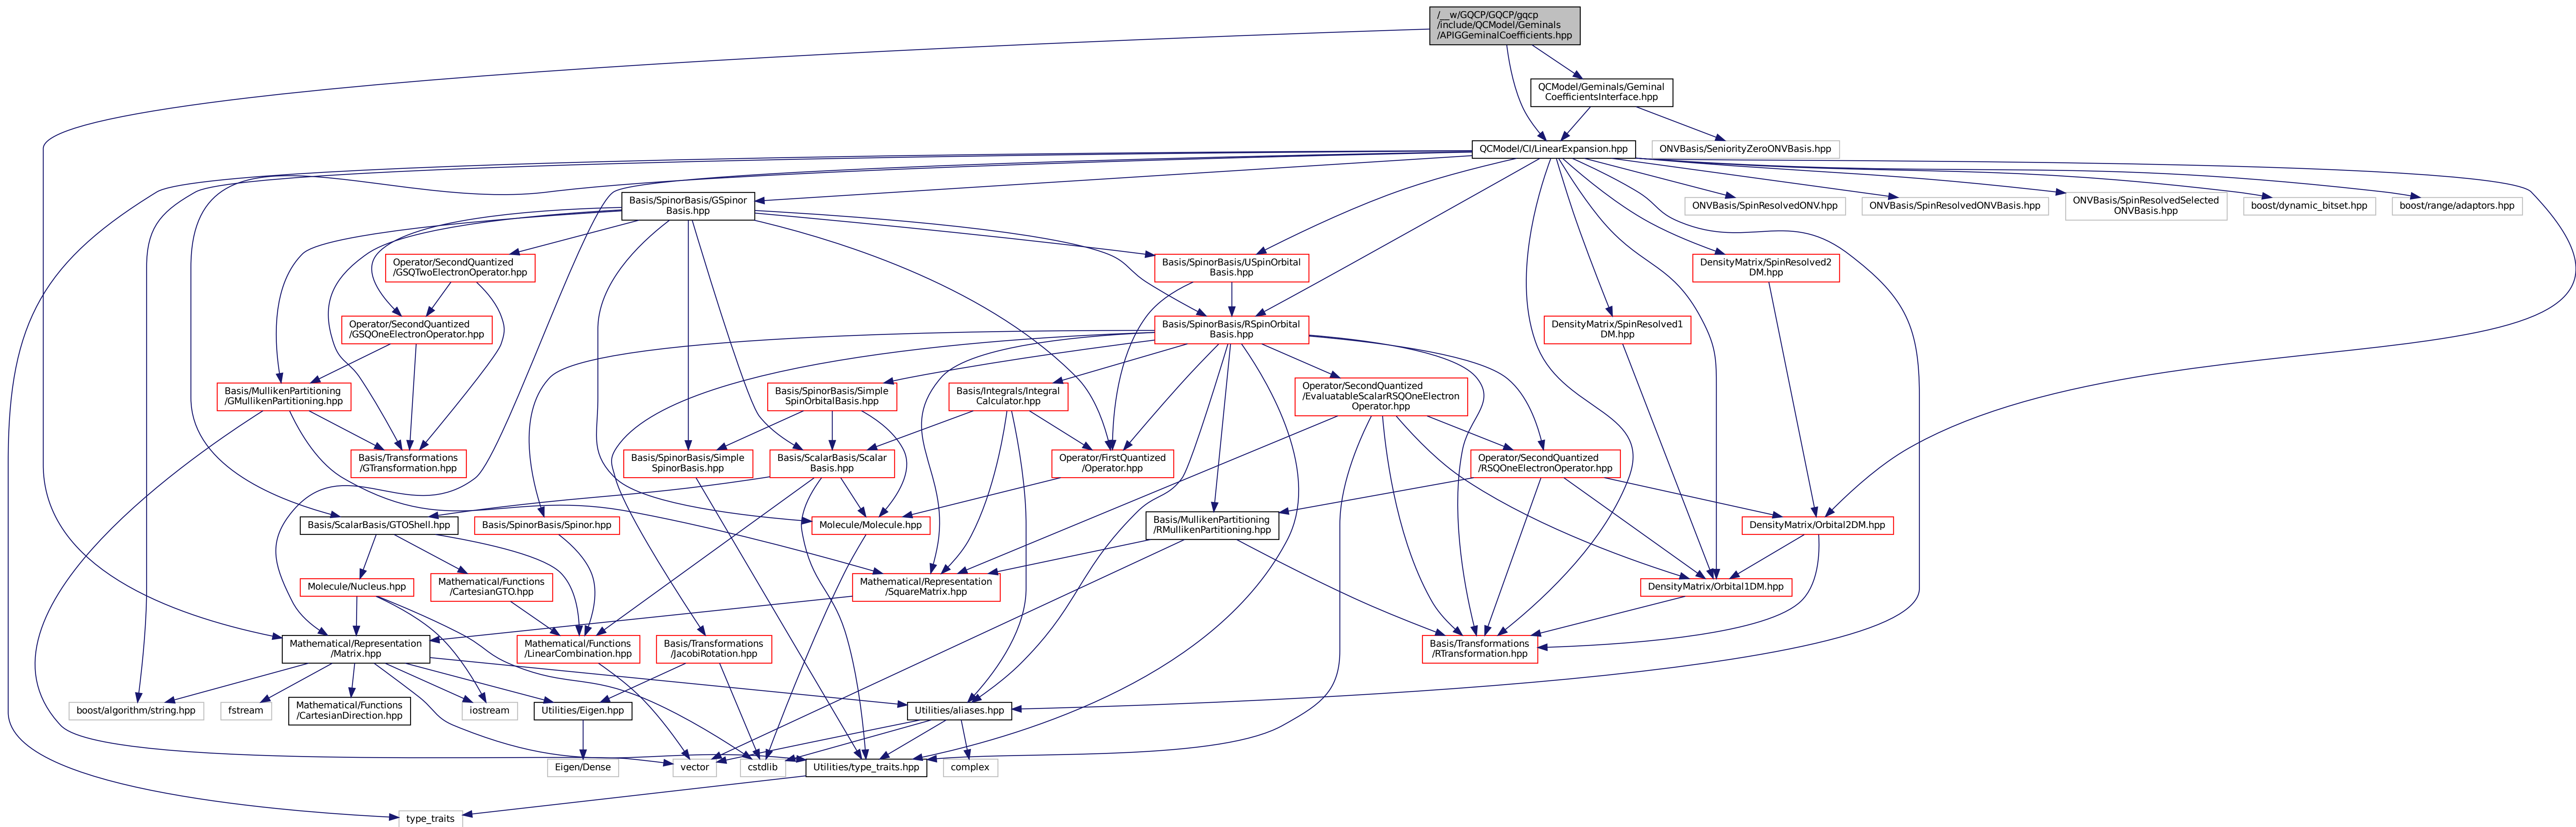 /__w/GQCP/GQCP/gqcp
/include/QCModel/Geminals
/APIGGeminalCoefficients.hpp
QCModel/Geminals/Geminal
CoefficientsInterface.hpp
QCModel/CI/LinearExpansion.hpp
ONVBasis/SeniorityZeroONVBasis.hpp
Basis/SpinorBasis/GSpinor
Basis.hpp
ONVBasis/SpinResolvedONV.hpp
ONVBasis/SpinResolvedONVBasis.hpp
ONVBasis/SpinResolvedSelected
ONVBasis.hpp
boost/dynamic_bitset.hpp
boost/range/adaptors.hpp
Operator/SecondQuantized
/GSQTwoElectronOperator.hpp
Basis/SpinorBasis/USpinOrbital
Basis.hpp
DensityMatrix/SpinResolved2
DM.hpp
Operator/SecondQuantized
/GSQOneElectronOperator.hpp
Basis/SpinorBasis/RSpinOrbital
Basis.hpp
DensityMatrix/SpinResolved1
DM.hpp
Basis/MullikenPartitioning
/GMullikenPartitioning.hpp
Basis/SpinorBasis/Simple
SpinOrbitalBasis.hpp
Basis/Integrals/Integral
Calculator.hpp
Operator/SecondQuantized
/EvaluatableScalarRSQOneElectron
Operator.hpp
Basis/Transformations
/GTransformation.hpp
Basis/SpinorBasis/Simple
SpinorBasis.hpp
Basis/ScalarBasis/Scalar
Basis.hpp
Operator/FirstQuantized
/Operator.hpp
Operator/SecondQuantized
/RSQOneElectronOperator.hpp
Basis/ScalarBasis/GTOShell.hpp
Basis/SpinorBasis/Spinor.hpp
Molecule/Molecule.hpp
Basis/MullikenPartitioning
/RMullikenPartitioning.hpp
DensityMatrix/Orbital2DM.hpp
Molecule/Nucleus.hpp
Mathematical/Functions
/CartesianGTO.hpp
Mathematical/Representation
/SquareMatrix.hpp
DensityMatrix/Orbital1DM.hpp
Mathematical/Representation
/Matrix.hpp
Mathematical/Functions
/LinearCombination.hpp
Basis/Transformations
/JacobiRotation.hpp
Basis/Transformations
/RTransformation.hpp
boost/algorithm/string.hpp
fstream
Mathematical/Functions
/CartesianDirection.hpp
iostream
Utilities/Eigen.hpp
Utilities/aliases.hpp
Eigen/Dense
vector
cstdlib
Utilities/type_traits.hpp
complex
type_traits